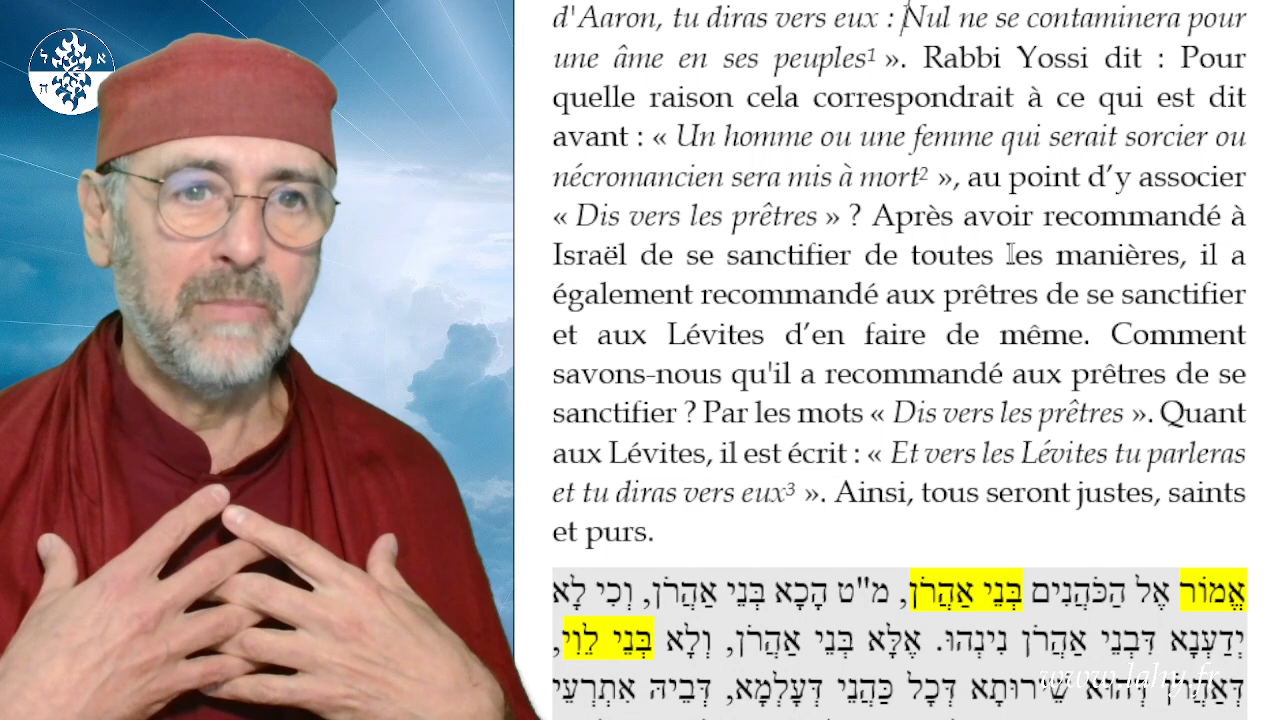 א
ל
ה
d'Aaron, tu diras vers eux : Nul ne se contaminera pour
une âme en ses peuples¹ ». Rabbi Yossi dit : Pour
quelle raison cela correspondrait à ce qui est dit
avant : « Un homme ou une femme qui serait sorcier ou
nécromancien sera mis à mort² », au point d’y associer
« Dis vers les prêtres » ? Après avoir recommandé à
Israël de se sanctifier de toutes les manières, il a
également recommandé aux prêtres de se sanctifier
et aux Lévites d’en faire de même. Comment
savons-nous qu'il a recommandé aux prêtres de se
sanctifier ? Par les mots « Dis vers les prêtres ». Quant
aux Lévites, il est écrit : « Et vers les Lévites tu parleras
et tu diras vers eux³ ». Ainsi, tous seront justes, saints
et purs.
אֱמוֹר אֶל הַכֹּהֲנִים בְּנֵי אַהֲרֹן, מ"ט הָכָא בְּנֵי אַהֲרֹן, וְכִי לָא
יְדַעְנָא דִּבְנֵי אַהֲרֹן נִינְהוּ. אֶלָּא בְּנֵי אַהֲרֹן, וְלָא בְּנֵי לֵוִי,
דְּאַהֲרֹן דְּהוּא שֵׁירוּתָא דְּכָל כַּהֲנֵי דְּעָלְמָא, דְּבֵיהּ אִתְרְעֵי
www.lahy.fr